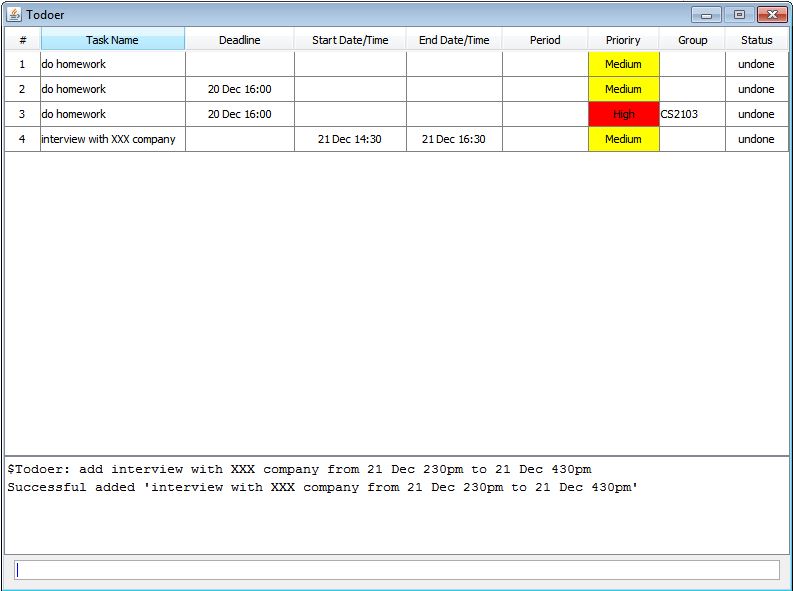 Todoer
# Task Name Deadline Start Date/Time End Date/Time Period Prioriry Group Status
1 do homework Medium undone
2 do homework 20 Dec 16:00 Medium undone
3 do homework 20 Dec 16:00 High CS2103 undone
4 interview with XXX company 21 Dec 14:30 21 Dec 16:30 Medium undone
$Todoer: add interview with XXX company from 21 Dec 230pm to 21 Dec 430pm
Successful added 'interview with XXX company from 21 Dec 230pm to 21 Dec 430pm'